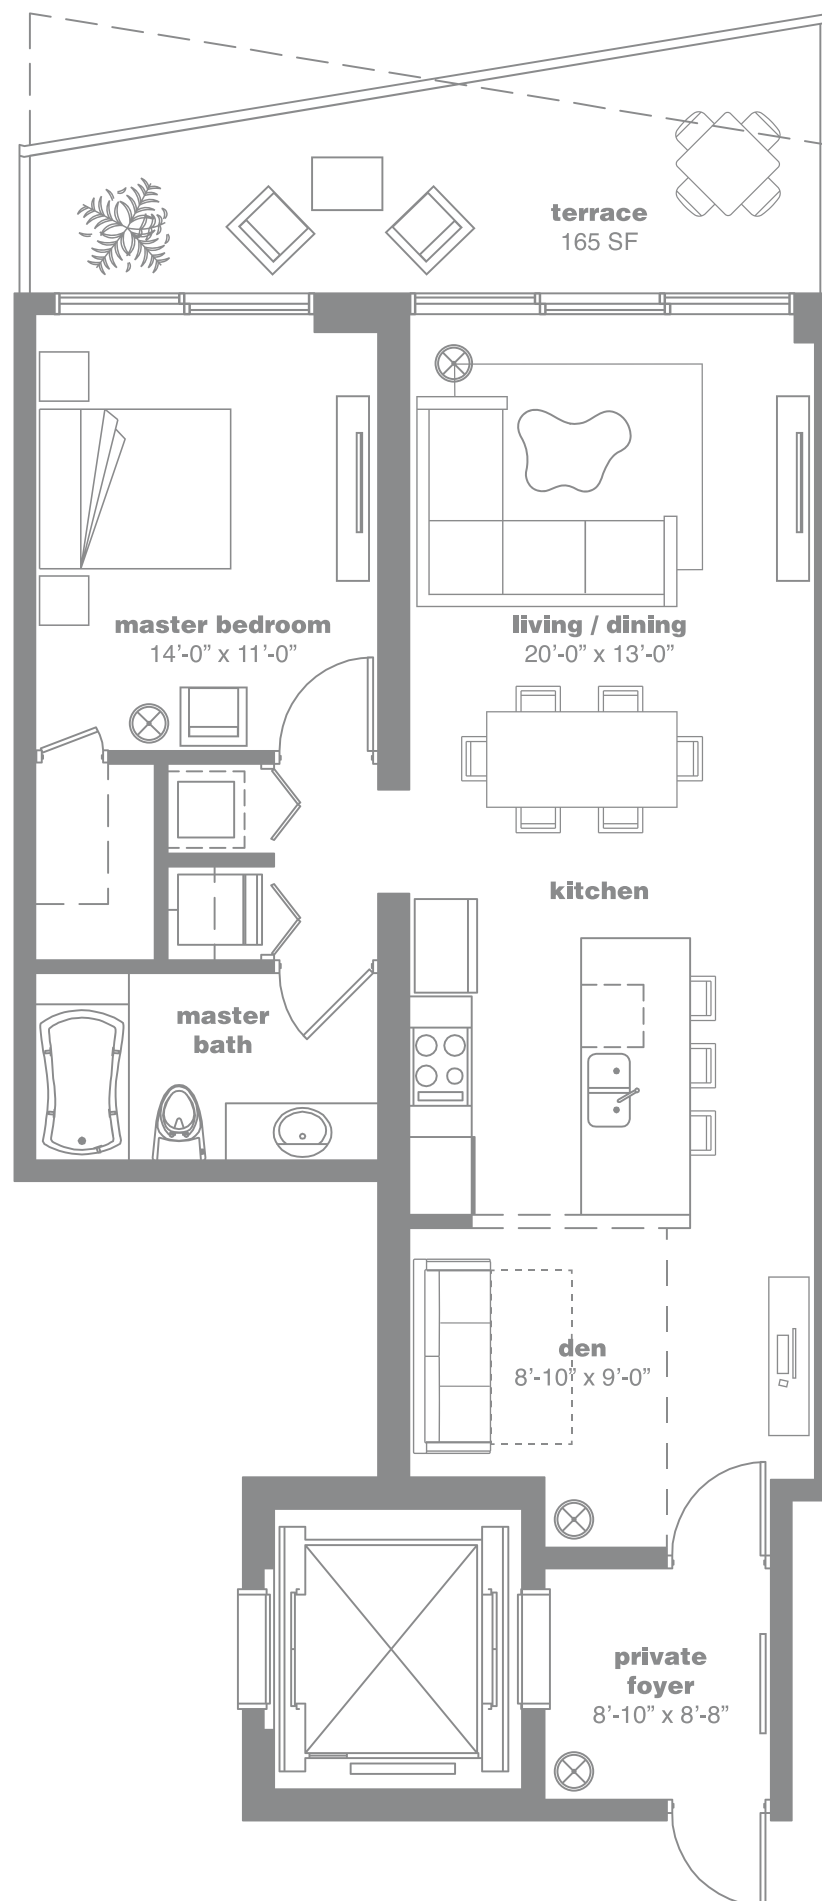 terrace
165 SF
master bedroom
14’-0” x 11’-0”
living / dining
20’-0” x 13’-0”
kitchen
master
bath
den
8’-10” x 9’-0”
private
foyer
8’-10” x 8’-8”